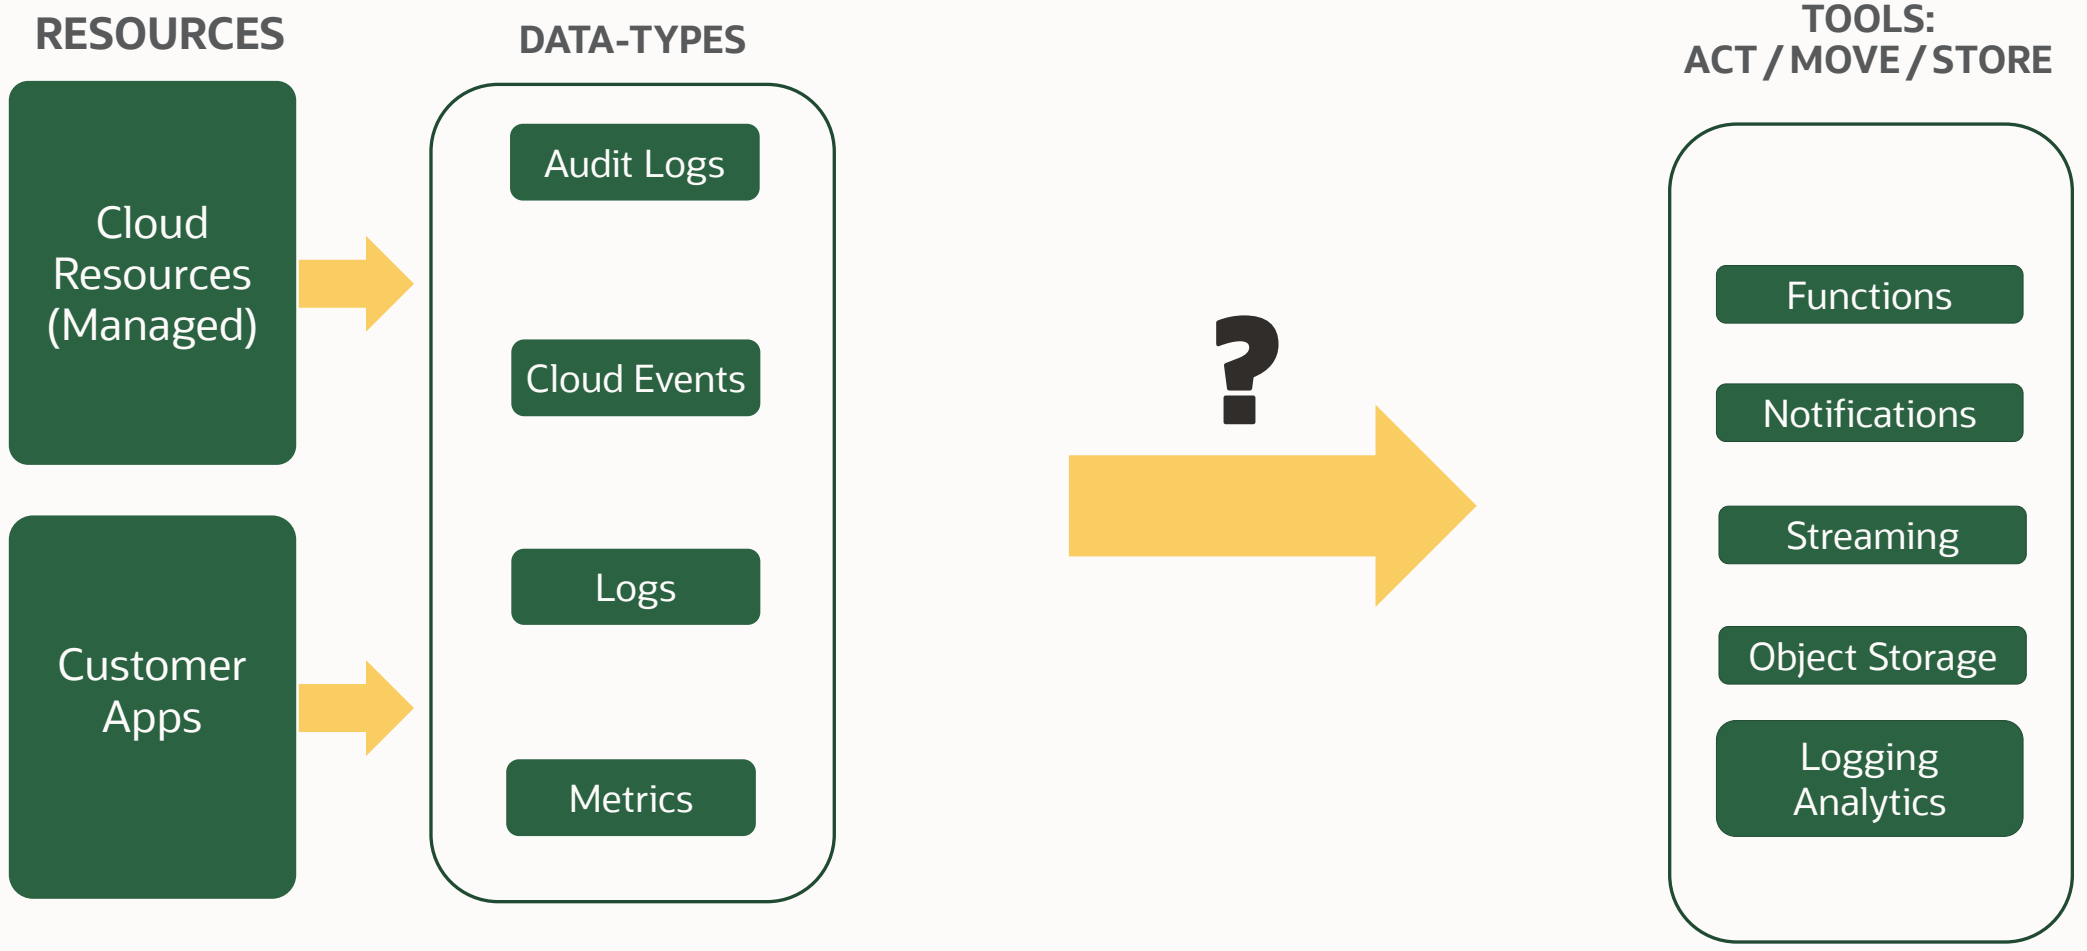 RESOURCES
Cloud
Resources
(Managed)
Customer
Apps
DATA-TYPES
Audit Logs
Cloud Events
Logs
Metrics
?
TOOLS:
ACT / MOVE / STORE
Functions
Notifications
Streaming
Object Storage
Logging
Analytics